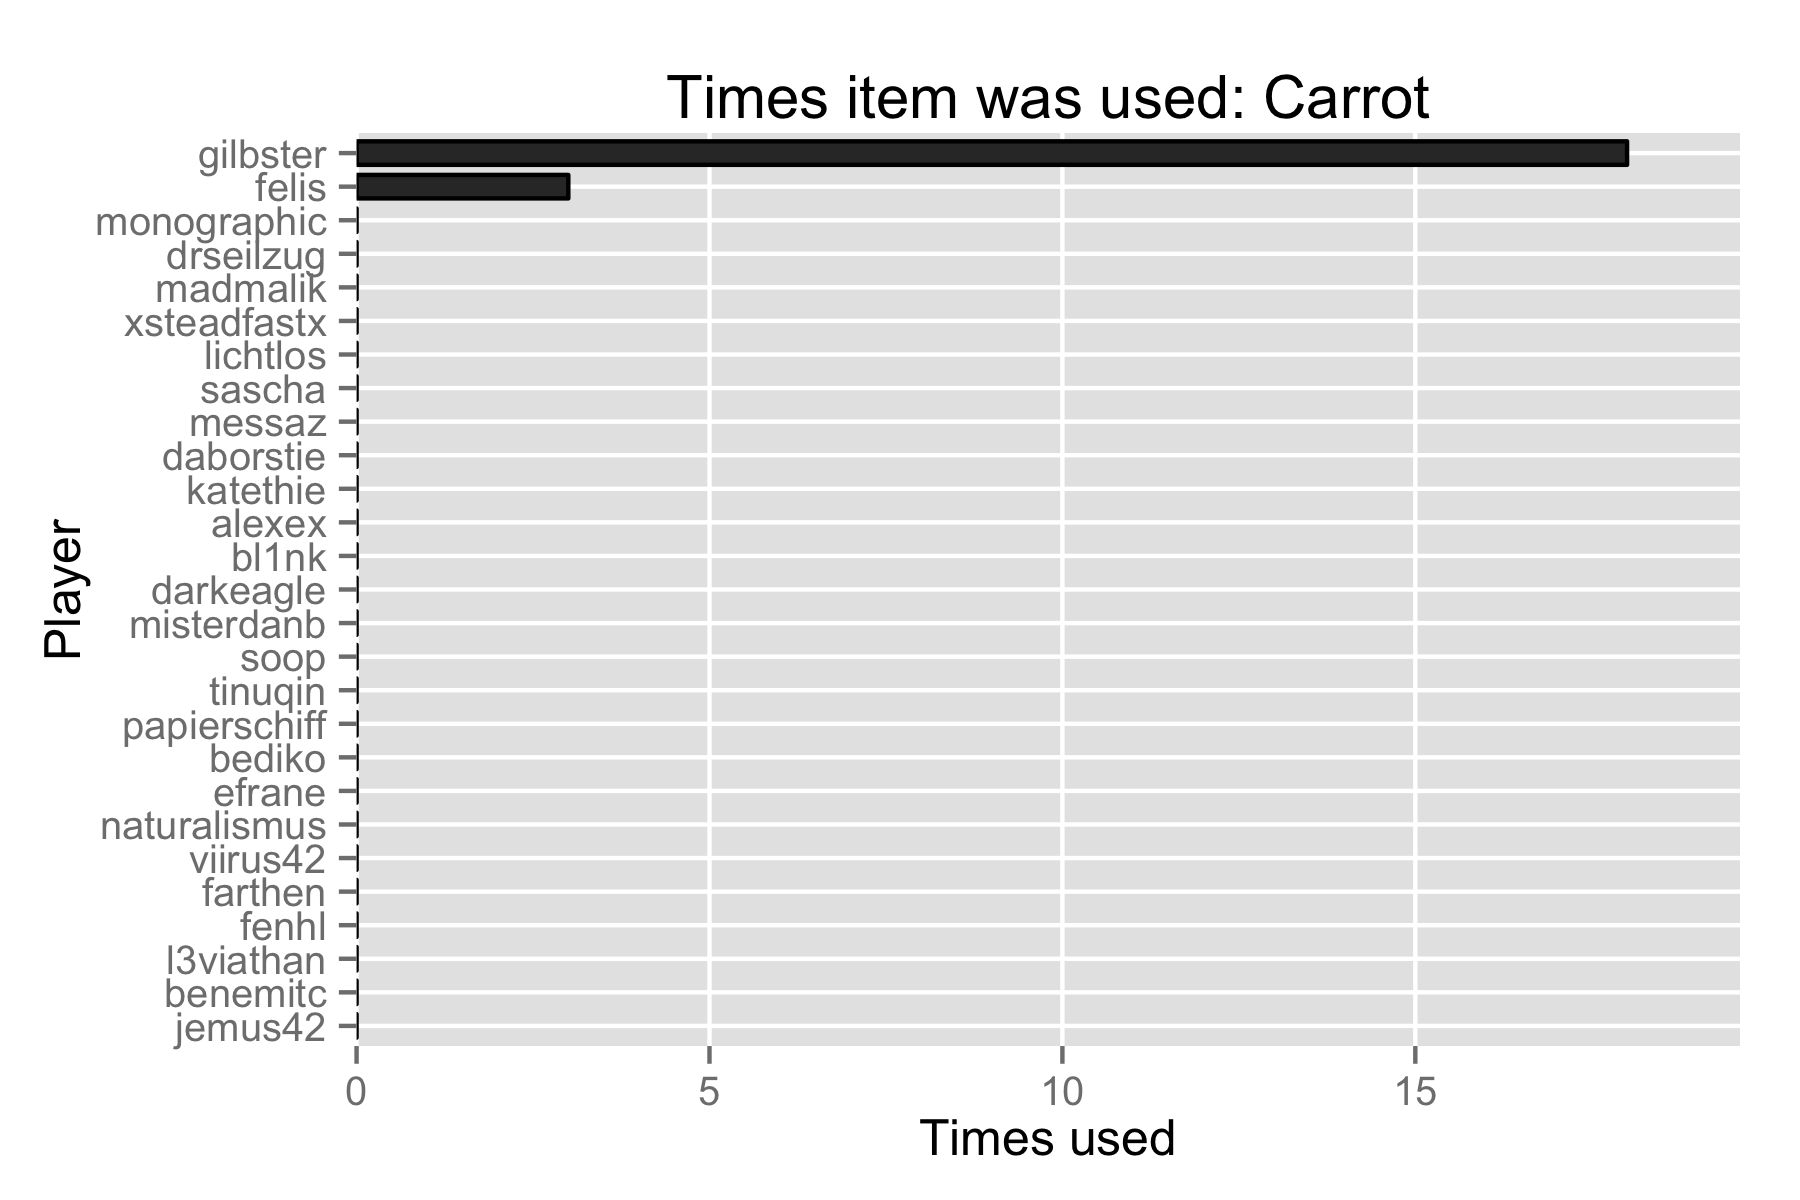 Times item was used: Carrot
gilbster
felis
monographic
drseilzug
madmalik
xsteadfastx
lichtlos
sascha
messaz
daborstie
katethie
alexex
bl1nk
darkeagle
misterdanb
soop
tinuqin
papierschiff
bediko
efrane
naturalismus
viirus42
farthen
fenhl
l3viathan
benemitc
jemus42
Player
0 5 10 15
Times used